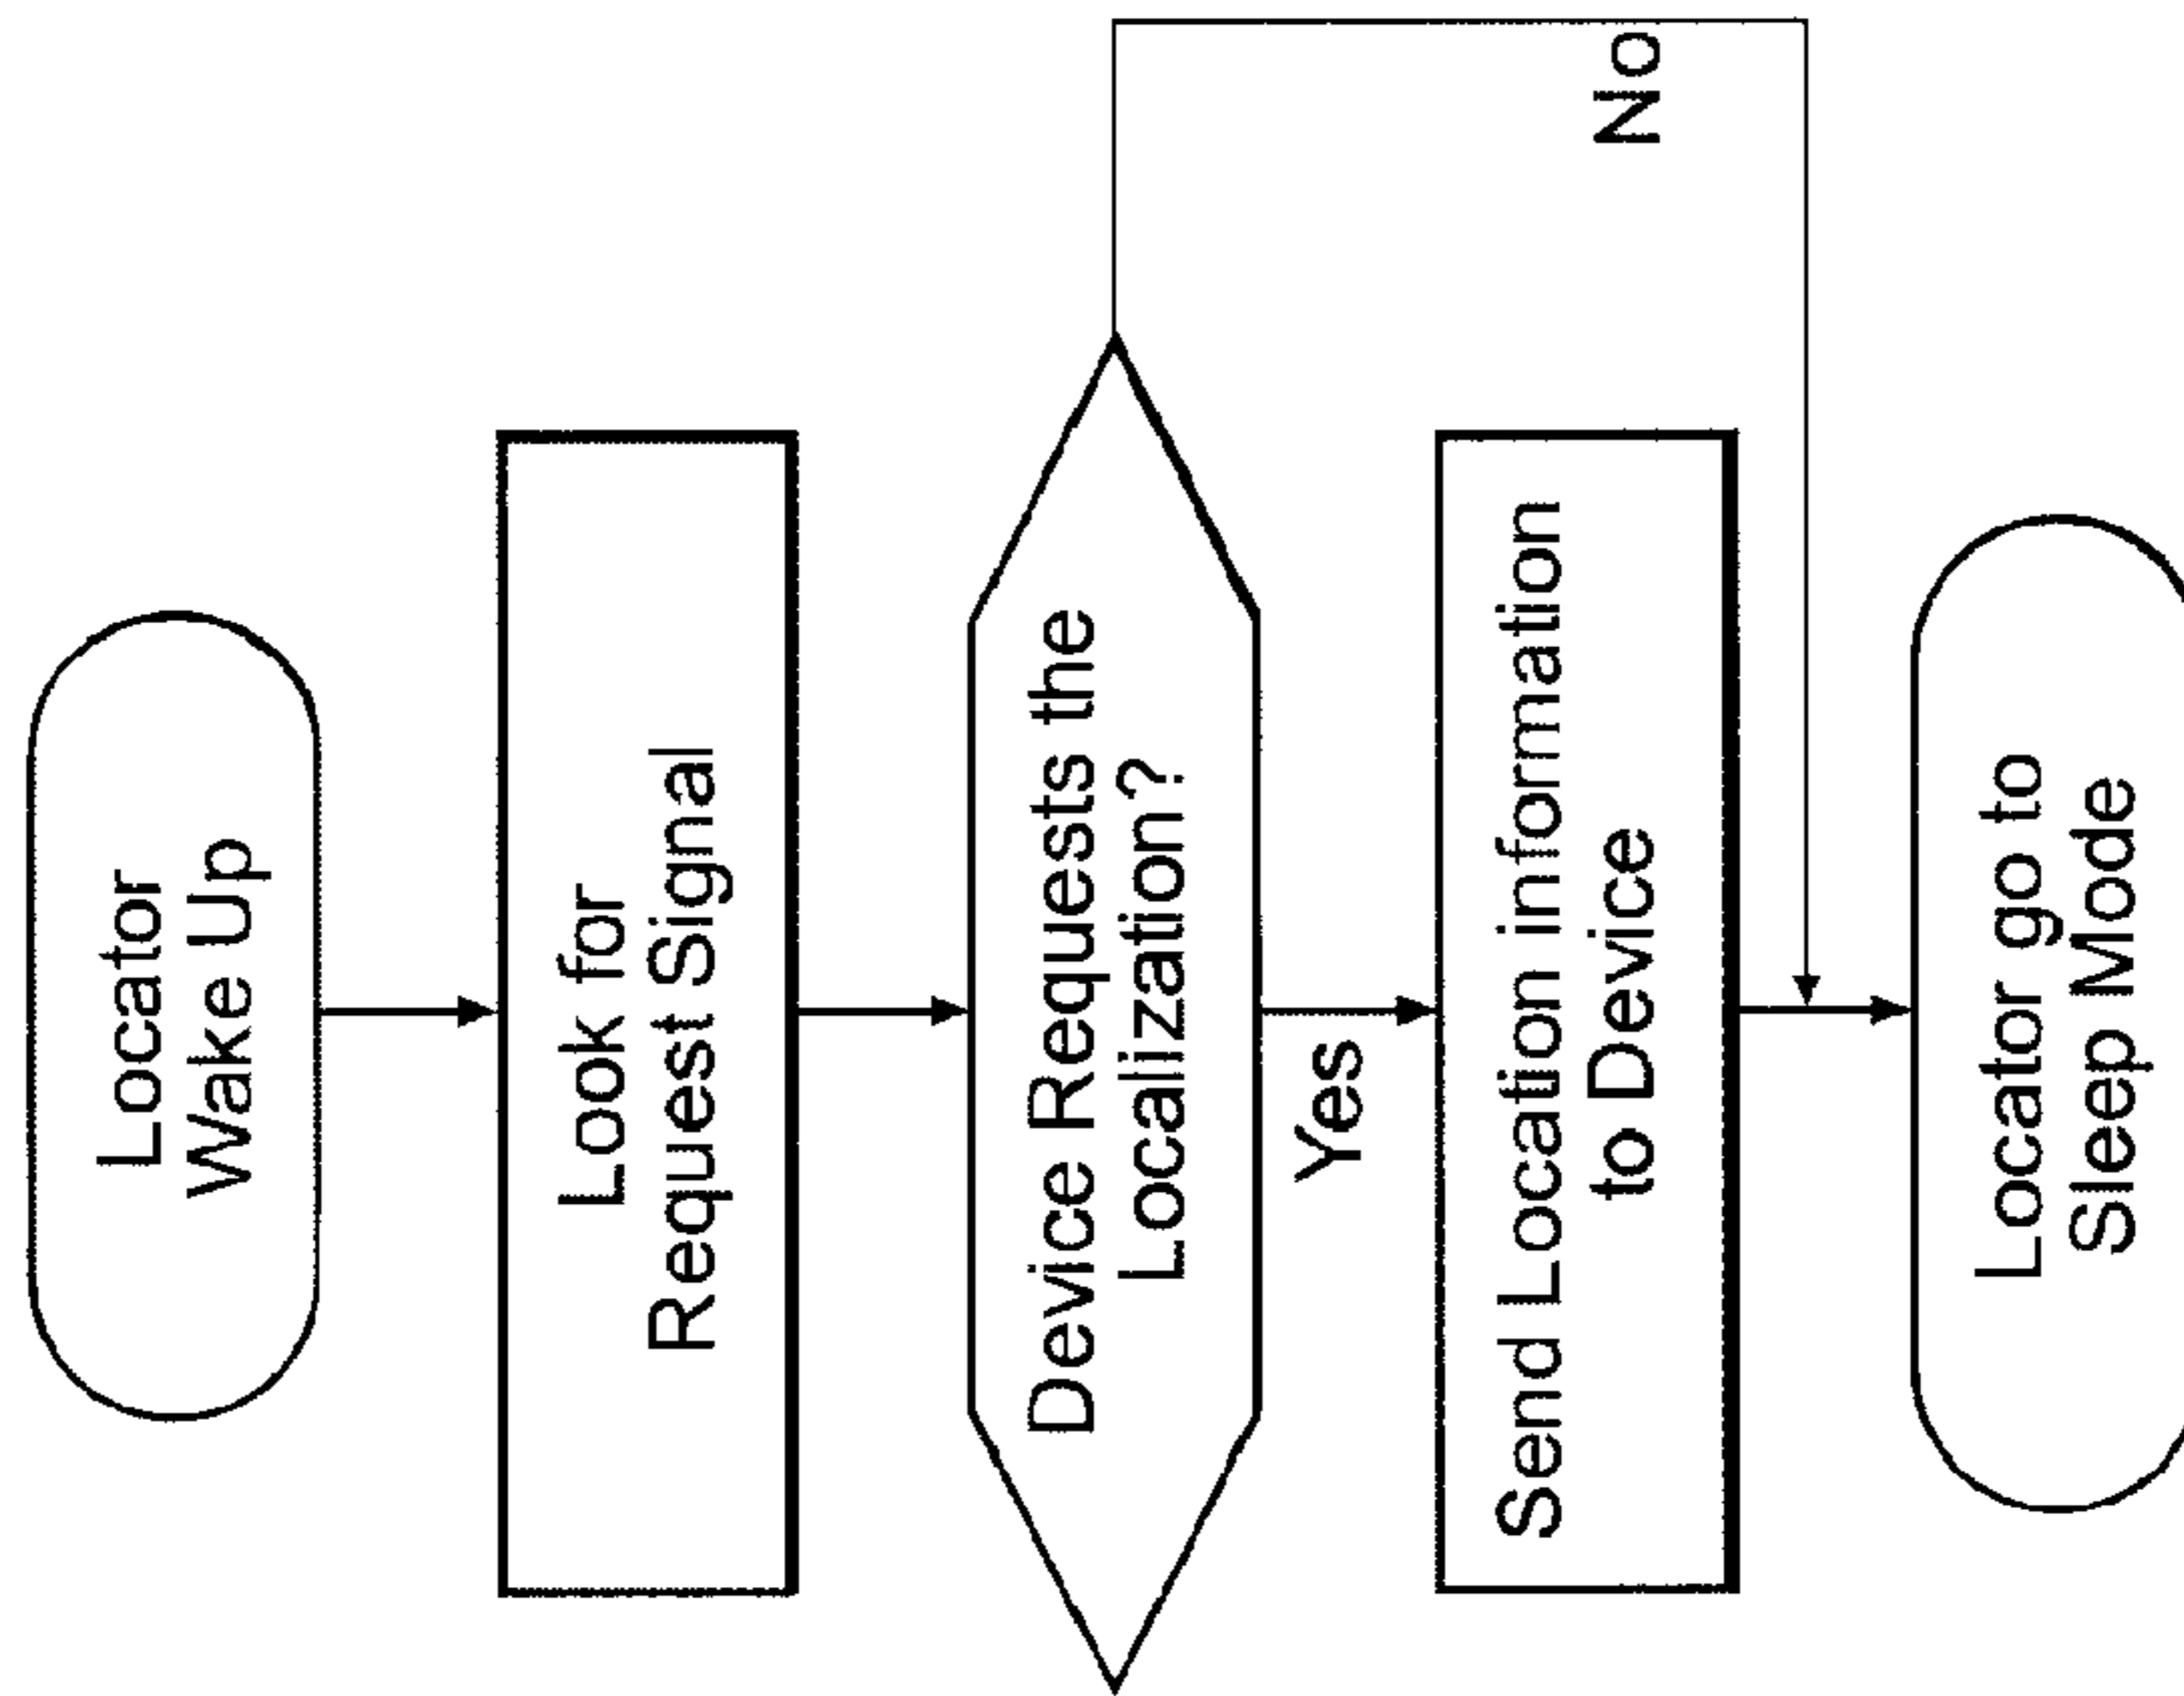 Locator
Wake Up
Look for
Request Signal
Device Requests the
Localization?
Yes
No
Send Location information
to Device
Locator go to
Sleep Mode